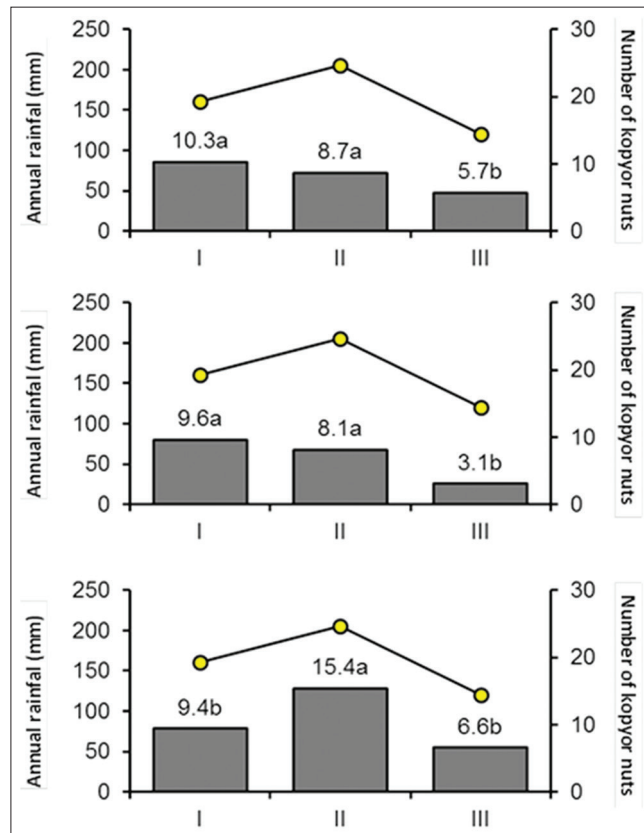 Annual rainfall (mm)
250
200
150
100
50
0
10.3a
8.7a
5.7b
I
II
III
30
20
10
0
Number of kopyor nuts
Annual rainfall (mm)
250
200
150
100
50
0
9.6a
8.1a
3.1b
I
II
III
30
20
10
0
Number of kopyor nuts
Annual rainfall (mm)
250
200
150
100
50
0
9.4b
15.4a
6.6b
I
II
III
30
20
10
0
Number of kopyor nuts